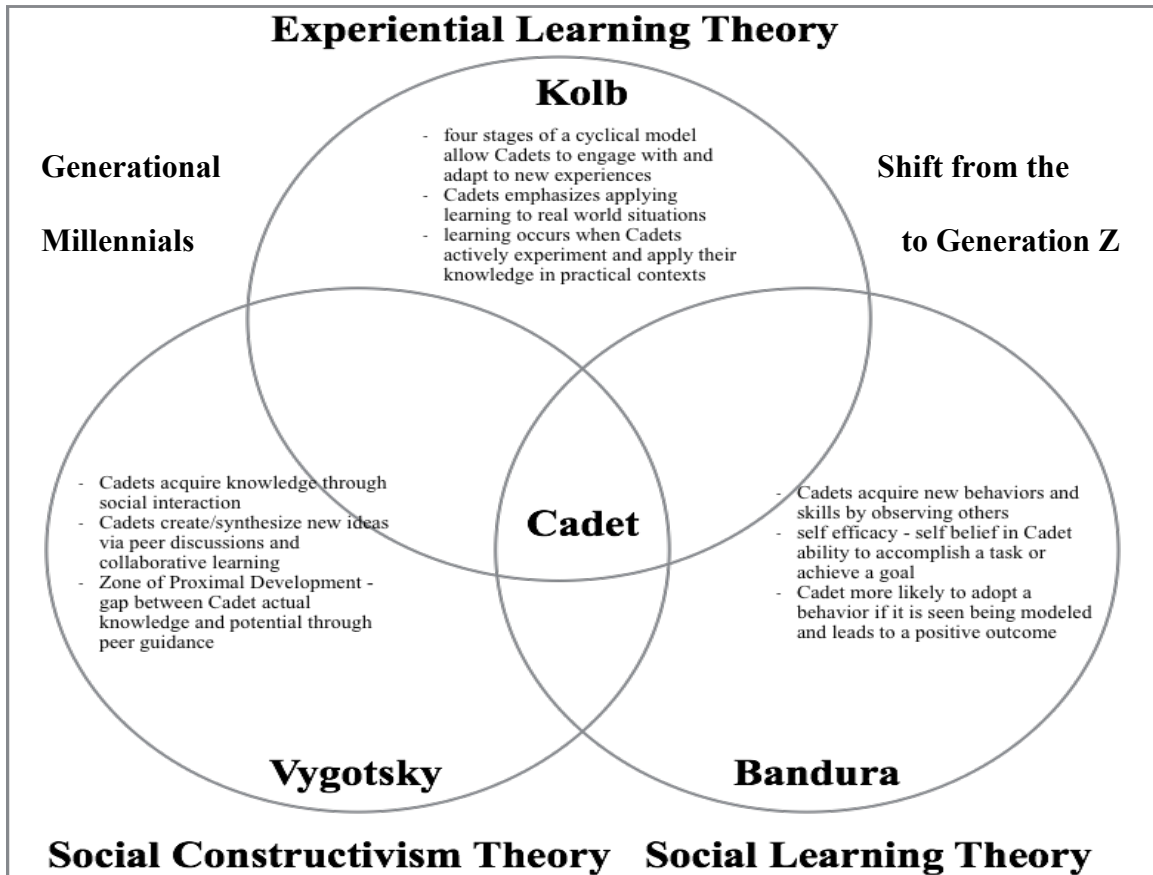 Experiential Learning Theory
Kolb
- four stages of a cyclical model
allow Cadets to engage with and
adapt to new experiences
- Cadets emphasizes applying
learning to real world situations
- learning occurs when Cadets
actively experiment and apply their
knowledge in practical contexts
Generational Shift from the
Millennials to Generation Z
- Cadets acquire knowledge through
social interaction
- Cadets create/synthesize new ideas
via peer discussions and
collaborative learning
- Zone of Proximal Development -
gap between Cadet actual
knowledge and potential through
peer guidance
Cadet
- Cadets acquire new behaviors and
skills by observing others
- self efficacy - self belief in Cadet
ability to accomplish a task or
achieve a goal
- Cadet more likely to adopt a
behavior if it is seen being modeled
and leads to a positive outcome
Vygotsky
Bandura
Social Constructivism Theory
Social Learning Theory